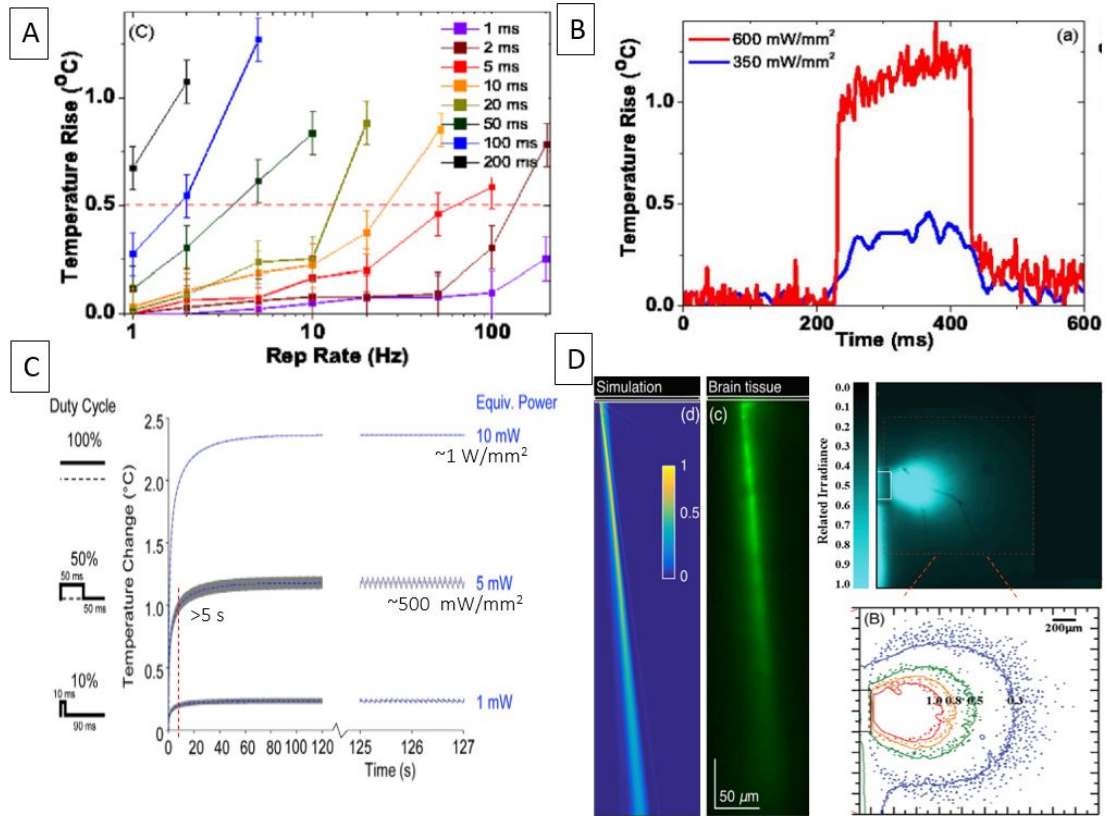 A
(C)
1 ms
2 ms
5 ms
10 ms
20 ms
50 ms
100 ms
200 ms
Temperature Rise (°C)
1.0
0.5
0.0
1
10
100
Rep Rate (Hz)
B
600 mW/mm²
350 mW/mm²
(a)
Temperature Rise (°C)
1.0
0.5
0.0
0
200
400
600
Time (ms)
C
Duty Cycle
100%
50%
50 ms
50 ms
10%
10 ms
90 ms
Temperature Change (°C)
2.5
2.0
1.5
1.0
0.5
0
Equiv. Power
10 mW
~1 W/mm²
5 mW
~500 mW/mm²
>5 s
1 mW
0 20 40 60 80 100 120 125 126 127
Time (s)
D
Simulation
(d)
1
0.5
0
Brain tissue
(c)
50 µm
Related Irradiance
0.0
0.1
0.2
0.3
0.4
0.5
0.6
0.7
0.8
0.9
1.0
(B)
200µm
1.0 0.8 0.5 0.3